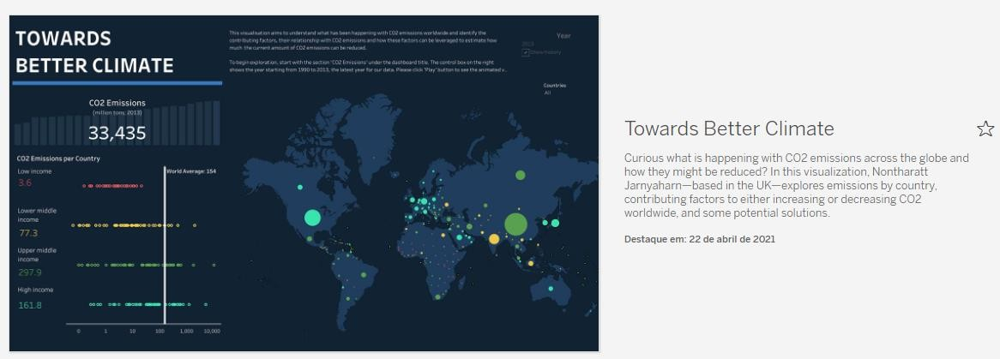 TOWARDS
BETTER CLIMATE
This visualisation aims to understand what has been happening with CO2 emissions worldwide and identify the
contributing factors, their relationship with CO2 emissions and how these factors can be leveraged to estimate how
much the current amount of CO2 emissions can be reduced.
To begin exploration, start with the section "CO2 Emissions" under the dashboard title. The control box on the right
shows the year starting from 1990 to 2013, the latest year for our data. Please click "Play" button to see the animated v...
Year
2013
Show history
Countries
All
CO2 Emissions
(million tons, 2013)
33,435
CO2 Emissions per Country
World Average: 154
Low income
3.6
Lower middle
income
77.3
Upper middle
income
297.9
High income
161.8
0 1 10 100 1,000 10,000
Towards Better Climate
Curious what is happening with CO2 emissions across the globe and
how they might be reduced? In this visualization, Nontharatt
Jarnyaharn—based in the UK—explores emissions by country,
contributing factors to either increasing or decreasing CO2
worldwide, and some potential solutions.
Destaque em: 22 de abril de 2021